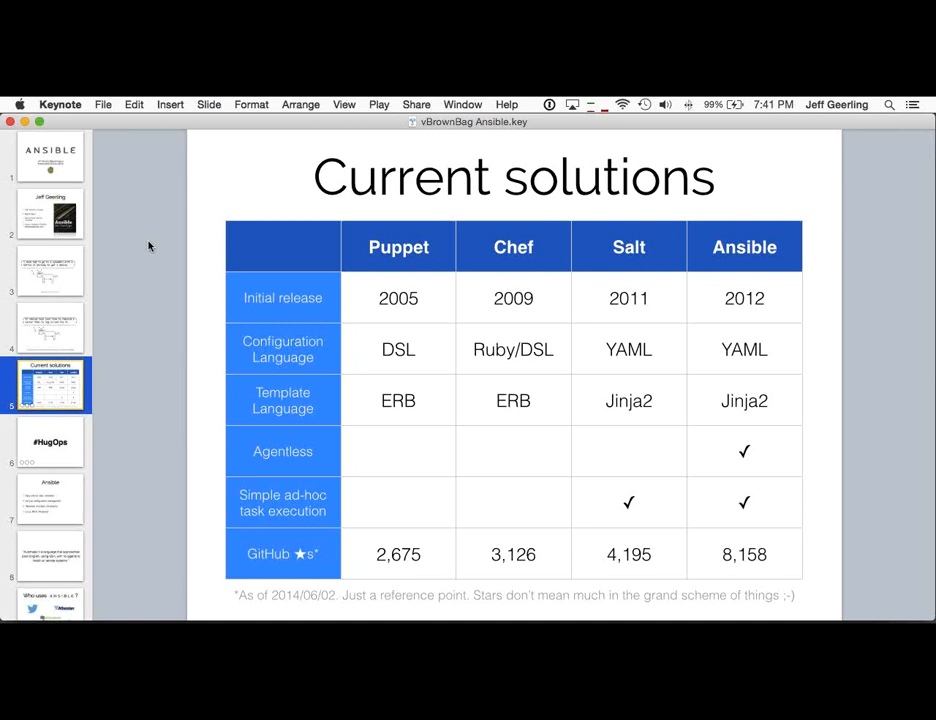 Keynote File Edit Insert Slide Format Arrange View Play Share Window Help 99% 7:41 PM Jeff Geerling
vBrownBag Ansible.key
ANSIBLE
1
Jeff Geerling
Ansible
2
3
4
Current solutions
5
#HugOps
6
Ansible
7
8
Who uses ANSIBLE?
Current solutions
Puppet Chef Salt Ansible
Initial release 2005 2009 2011 2012
Configuration
Language DSL Ruby/DSL YAML YAML
Template
Language ERB ERB Jinja2 Jinja2
Agentless ✓
Simple ad-hoc
task execution ✓ ✓
GitHub ★s* 2,675 3,126 4,195 8,158
*As of 2014/06/02. Just a reference point. Stars don't mean much in the grand scheme of things ;-)